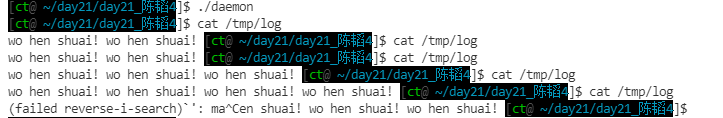 [ct@ ~/day21/day21_陈韬4]$ ./daemon
[ct@ ~/day21/day21_陈韬4]$ cat /tmp/log
wo hen shuai! wo hen shuai! [ct@ ~/day21/day21_陈韬4]$ cat /tmp/log
wo hen shuai! wo hen shuai! [ct@ ~/day21/day21_陈韬4]$ cat /tmp/log
wo hen shuai! wo hen shuai! wo hen shuai! [ct@ ~/day21/day21_陈韬4]$ cat /tmp/log
wo hen shuai! wo hen shuai! wo hen shuai! wo hen shuai! [ct@ ~/day21/day21_陈韬4]$ cat /tmp/log
(failed reverse-i-search)`': ma^Cen shuai! wo hen shuai! wo hen shuai! [ct@ ~/day21/day21_陈韬4]$